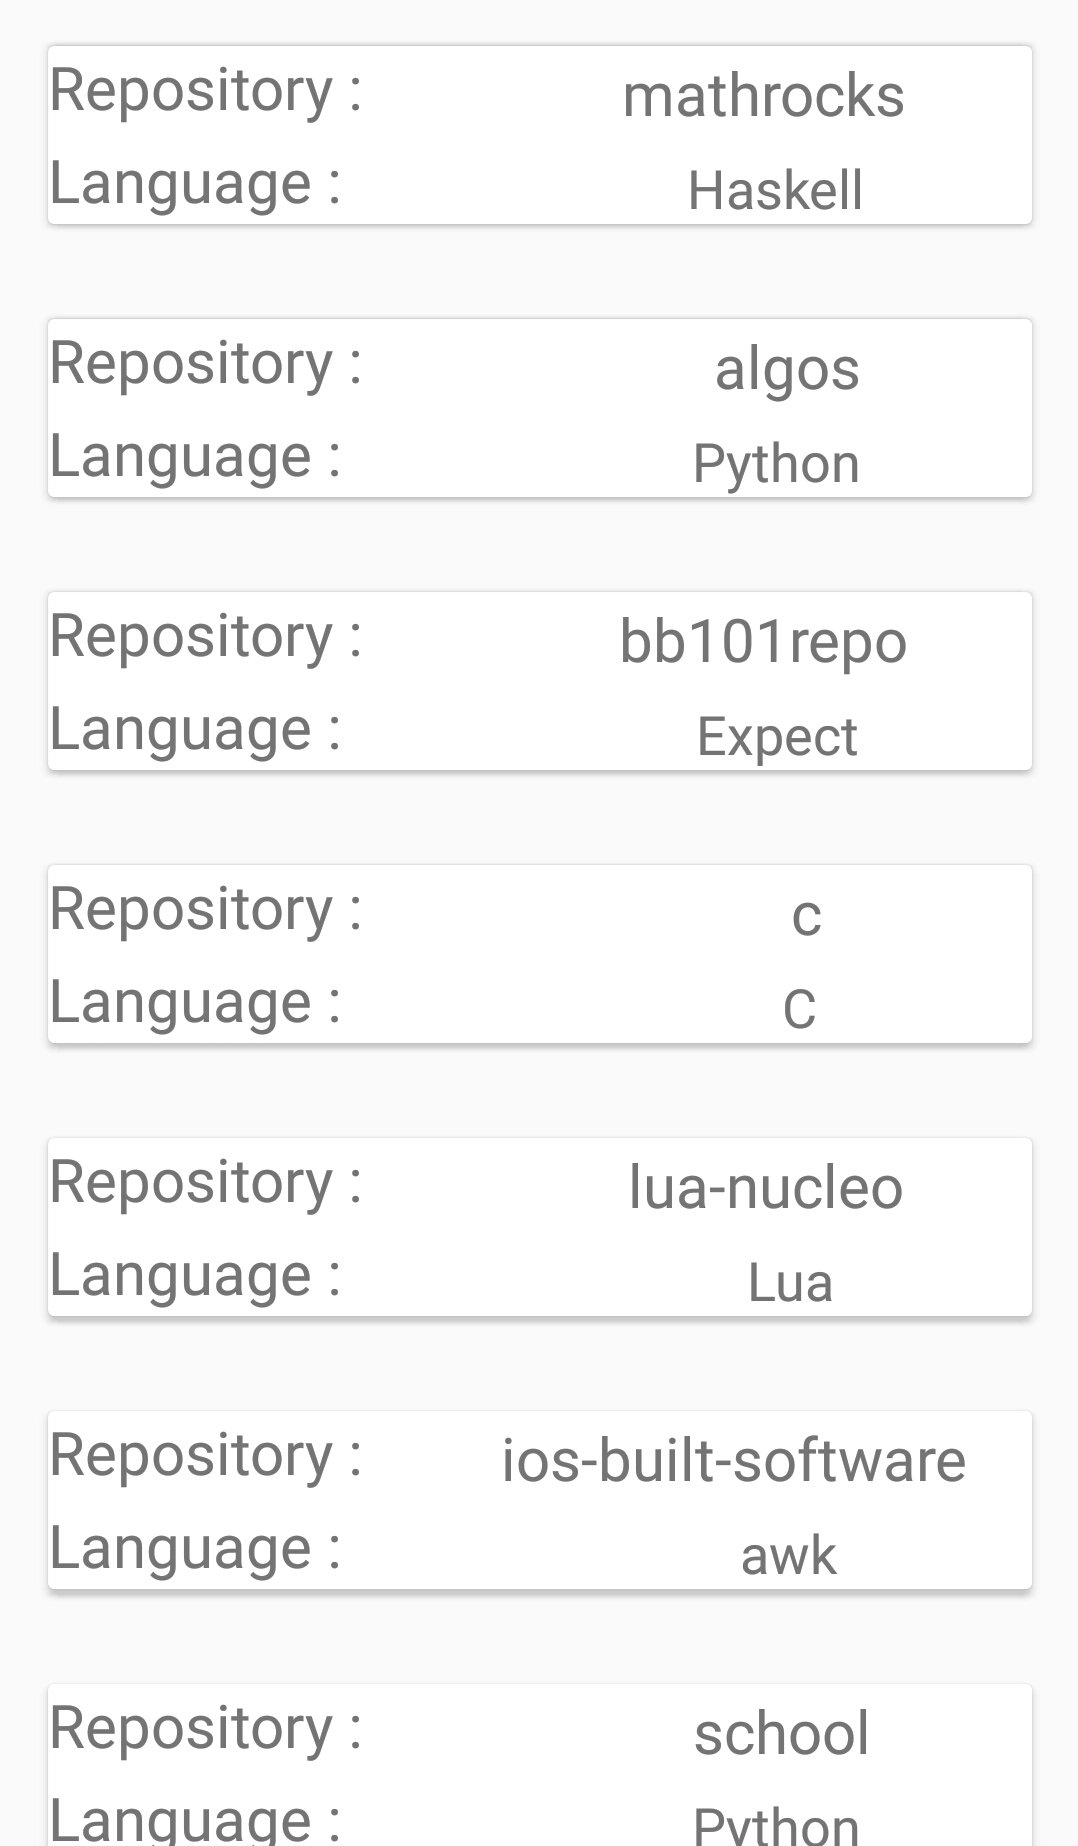 Repository : mathrocks
Language : Haskell
Repository : algos
Language : Python
Repository : bb101repo
Language : Expect
Repository : c
Language : C
Repository : lua-nucleo
Language : Lua
Repository : ios-built-software
Language : awk
Repository : school
Language : Python